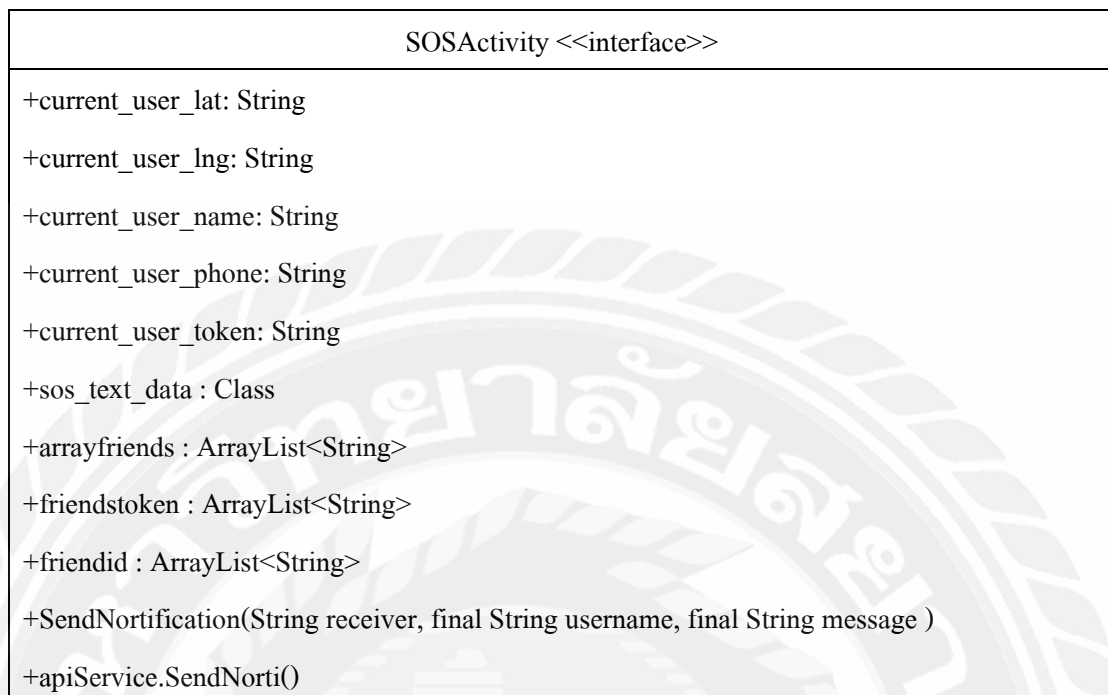 SOSActivity <<interface>>
+current_user_lat: String
+current_user_lng: String
+current_user_name: String
+current_user_phone: String
+current_user_token: String
+sos_text_data : Class
+arrayfriends : ArrayList<String>
+friendstoken : ArrayList<String>
+friendid : ArrayList<String>
+SendNortification(String receiver, final String username, final String message )
+apiService.SendNorti()